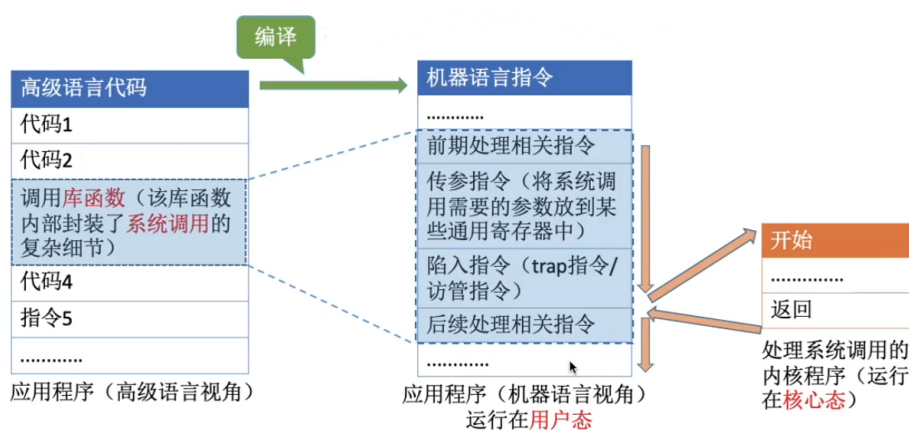 编译
高级语言代码
代码1
代码2
调用库函数（该库函数
内部封装了系统调用的
复杂细节）
代码4
指令5
…………
应用程序（高级语言视角）
机器语言指令
…………
前期处理相关指令
传参指令（将系统调
用需要的参数放到某
些通用寄存器中）
陷入指令（trap指令/
访管指令）
后续处理相关指令
…………
应用程序（机器语言视角）
运行在用户态
开始
…………..
返回
处理系统调用的
内核程序（运行
在核心态）